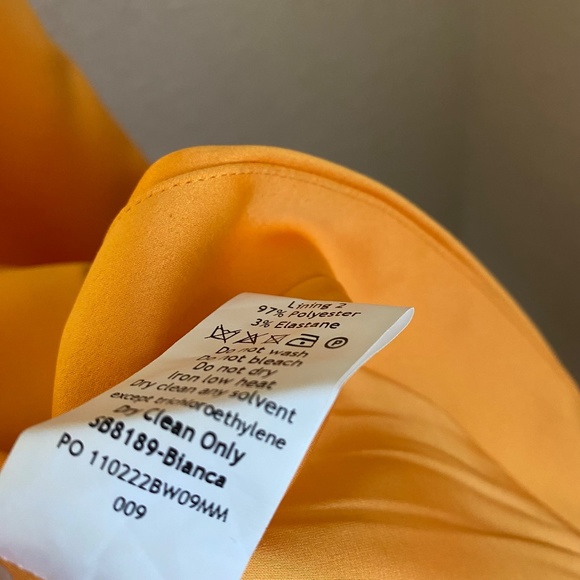 Lining 2
97% Polyester
3% Elastane
Do not wash
Do not bleach
Do not dry
Iron low heat
Dry clean any solvent
except trichloroethylene
Dry Clean Only
SB8189-Bianca
PO 110222BW09MM
009